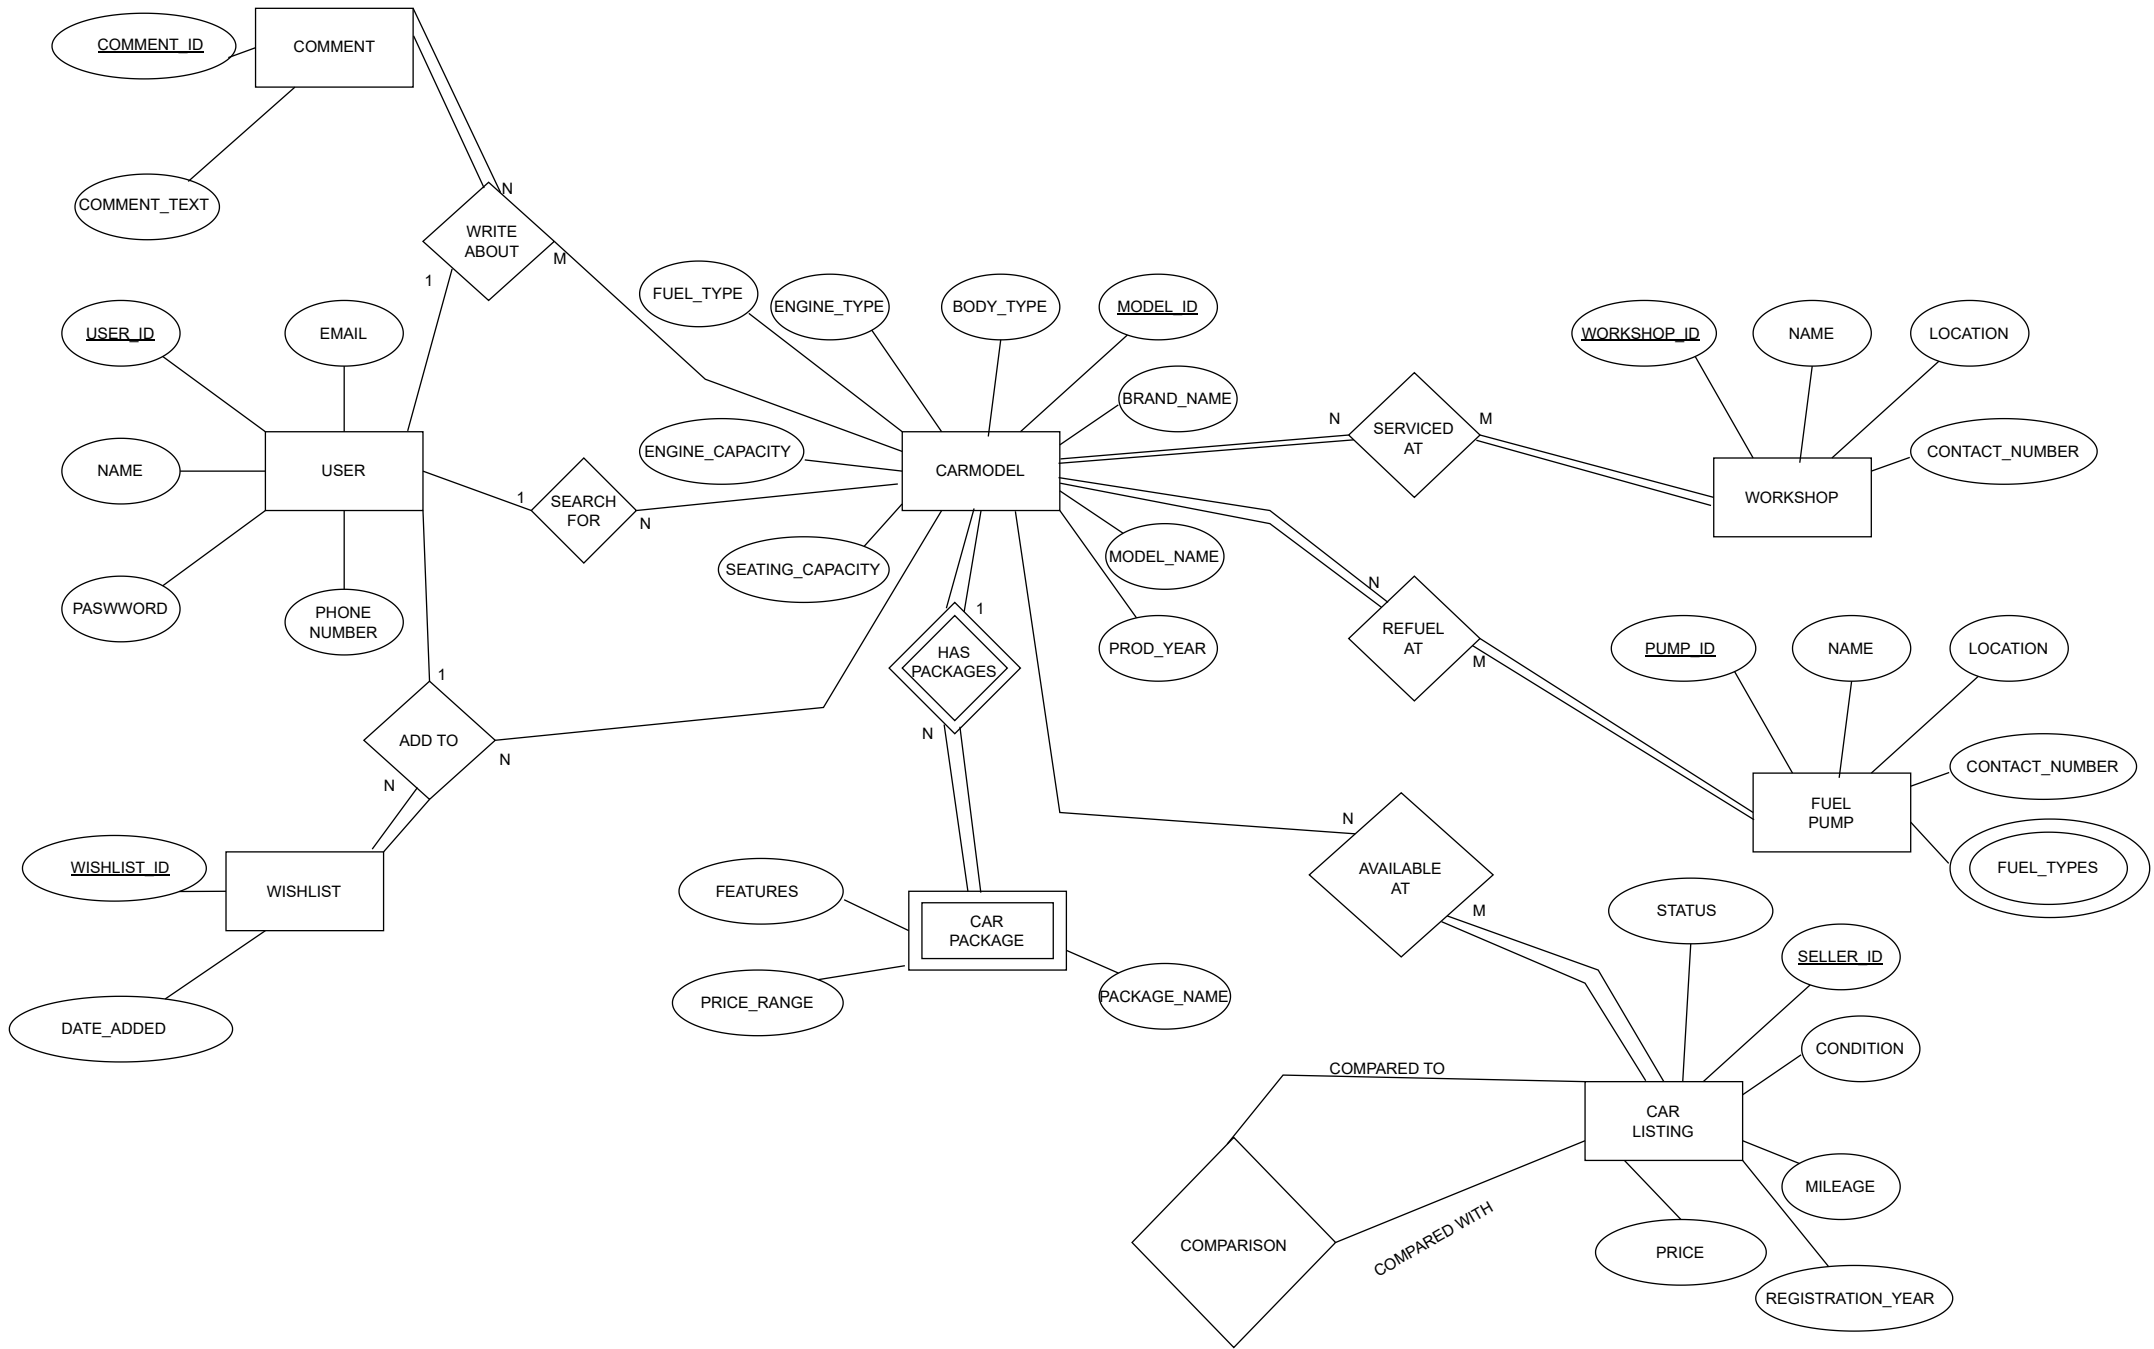 COMMENT_ID
COMMENT
COMMENT_TEXT
N
WRITE
ABOUT
M
1
USER_ID
EMAIL
NAME
USER
PASWWORD
PHONE
NUMBER
1
SEARCH
FOR
N
FUEL_TYPE
ENGINE_TYPE
BODY_TYPE
MODEL_ID
BRAND_NAME
ENGINE_CAPACITY
CARMODEL
SEATING_CAPACITY
MODEL_NAME
PROD_YEAR
N
SERVICED
AT
M
WORKSHOP_ID
NAME
LOCATION
CONTACT_NUMBER
WORKSHOP
N
REFUEL
AT
M
PUMP_ID
NAME
LOCATION
CONTACT_NUMBER
FUEL
PUMP
FUEL_TYPES
1
ADD TO
N
N
WISHLIST_ID
WISHLIST
DATE_ADDED
1
HAS
PACKAGES
N
FEATURES
CAR
PACKAGE
PRICE_RANGE
PACKAGE_NAME
N
AVAILABLE
AT
M
STATUS
SELLER_ID
CONDITION
COMPARED TO
CAR
LISTING
MILEAGE
COMPARISON
COMPARED WITH
PRICE
REGISTRATION_YEAR